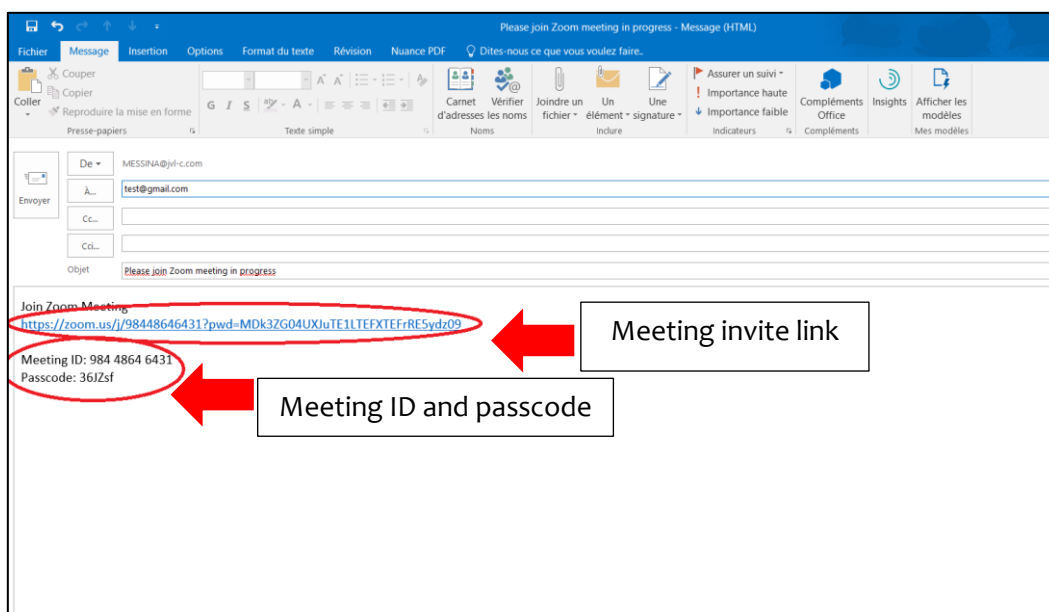 Please join Zoom meeting in progress - Message (HTML)
Fichier Message Insertion Options Format du texte Révision Nuance PDF Dites-nous ce que vous voulez faire...
Coller
Couper
Copier
Reproduire la mise en forme
Presse-papiers
G I S A
Texte simple
Carnet d'adresses
Vérifier les noms
Noms
Joindre un fichier
Un élément
Une signature
Inclure
Assurer un suivi
Importance haute
Importance faible
Indicateurs
Compléments Office
Compléments
Insights
Afficher les modèles
Mes modèles
Envoyer
De MESSINA@jvl-c.com
À... test@gmail.com
Cc...
Cci...
Objet Please join Zoom meeting in progress
Join Zoom Meeting
https://zoom.us/j/98448646431?pwd=MDk3ZG04UXJuTE1LTEFXTEFrRE5ydz09
Meeting invite link
Meeting ID: 984 4864 6431
Passcode: 36JZsf
Meeting ID and passcode